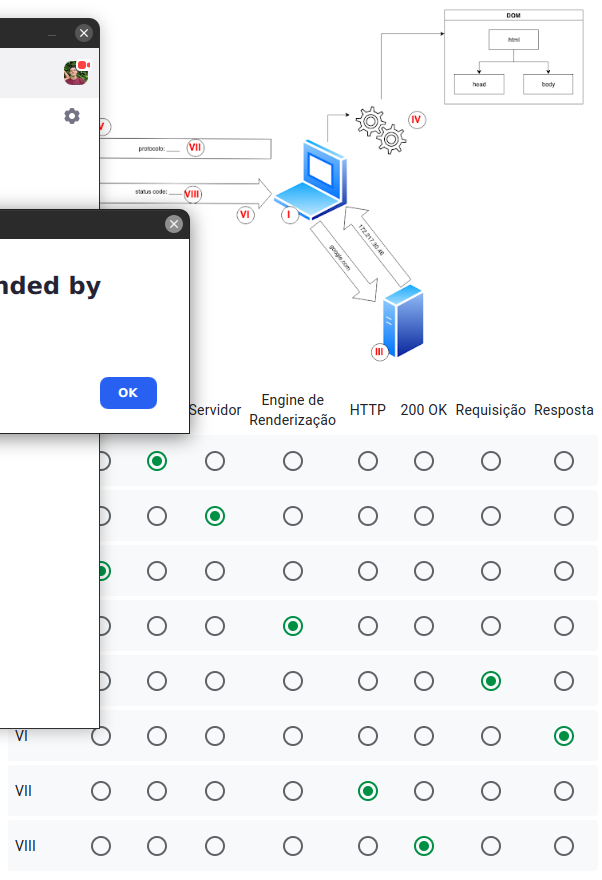 DOM
html
head
body
IV
V
protocolo: ____
VII
status code: ____
VIII
VI
I
google.com
172.217.30.46
III
nded by
OK
Servidor
Engine de
Renderização
HTTP
200 OK
Requisição
Resposta
VI
VII
VIII